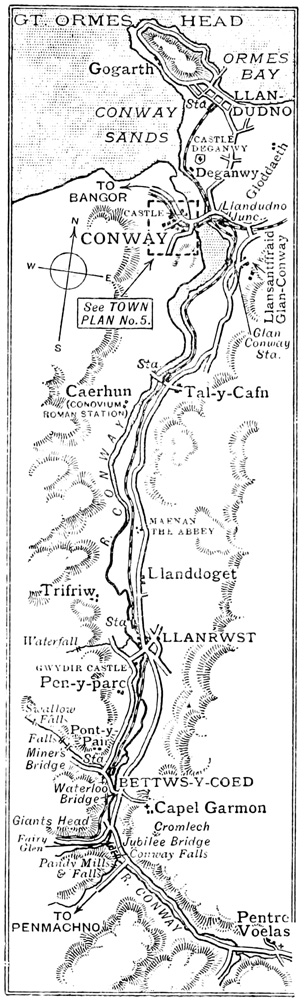 GT. ORMES HEAD
Gogarth
ORMES
BAY
Sta
LLAN-
DUDNO
CONWAY
SANDS
CASTLE
DEGANWY
Deganwy
Gloddaeth
TO
BANGOR
Llandudno
Junc.
CASTLE
CONWAY
N
W
E
S
See TOWN
PLAN No. 5.
Llansantffraid
Glan-Conway
Glan
Conway
Sta.
Sta.
Caerhun
(CONOVIUM,
ROMAN STATION)
Tal-y-Cafn
R. CONWAY
MAENAN
THE ABBEY
Llanddoget
Trifriw
Sta
Waterfall
LLANRWST
GWYDIR CASTLE
Pen-y-parc
Swallow
Falls
Pont-y
Pair
Falls
Miners
Bridge
Sta
BETTWS-Y-COED
Waterloo
Bridge
Capel Garmon
Giants Head
Cromlech
Fairy
Glen
Jubilee Bridge
Conway Falls
Pandy Mills
& Falls
R. CONWAY
TO
PENMACHNO
Pentre
Voelas